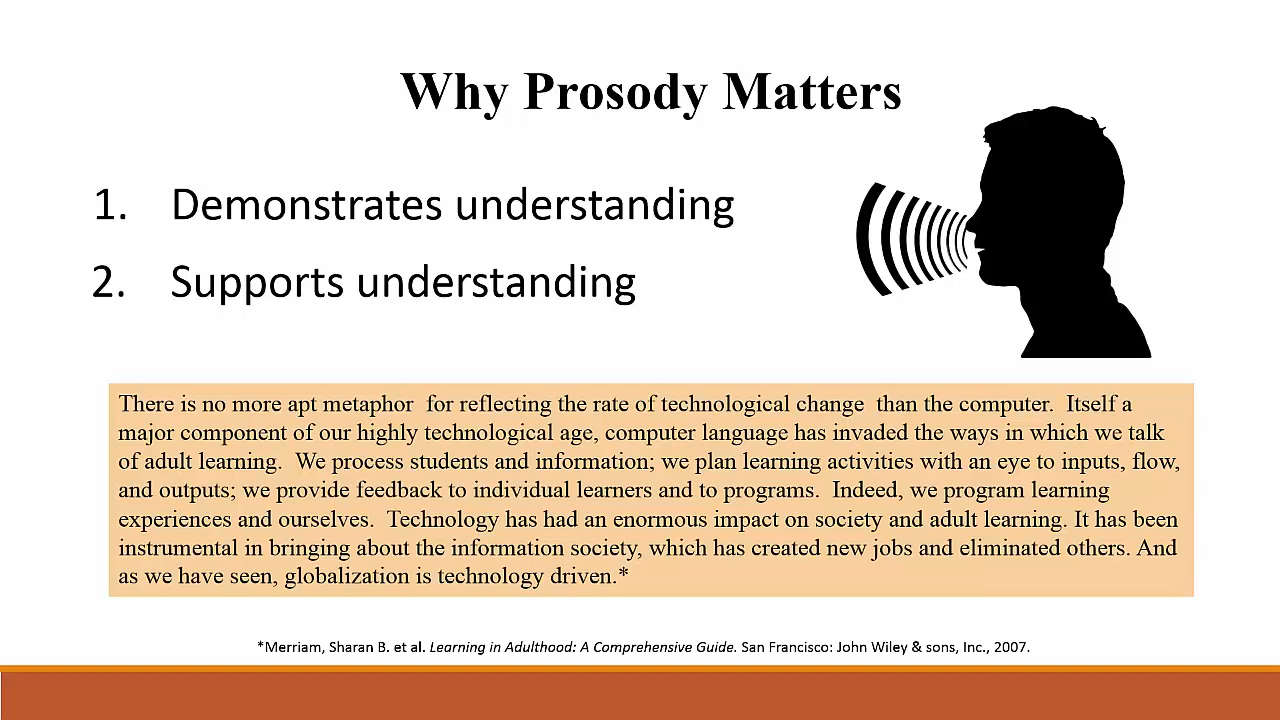 Why Prosody Matters
1. Demonstrates understanding
2. Supports understanding
There is no more apt metaphor  for reflecting the rate of technological change  than the computer.  Itself a
major component of our highly technological age, computer language has invaded the ways in which we talk
of adult learning.  We process students and information; we plan learning activities with an eye to inputs, flow,
and outputs; we provide feedback to individual learners and to programs.  Indeed, we program learning
experiences and ourselves.  Technology has had an enormous impact on society and adult learning. It has been
instrumental in bringing about the information society, which has created new jobs and eliminated others. And
as we have seen, globalization is technology driven.*
*Merriam, Sharan B. et al. Learning in Adulthood: A Comprehensive Guide. San Francisco: John Wiley & sons, Inc., 2007.